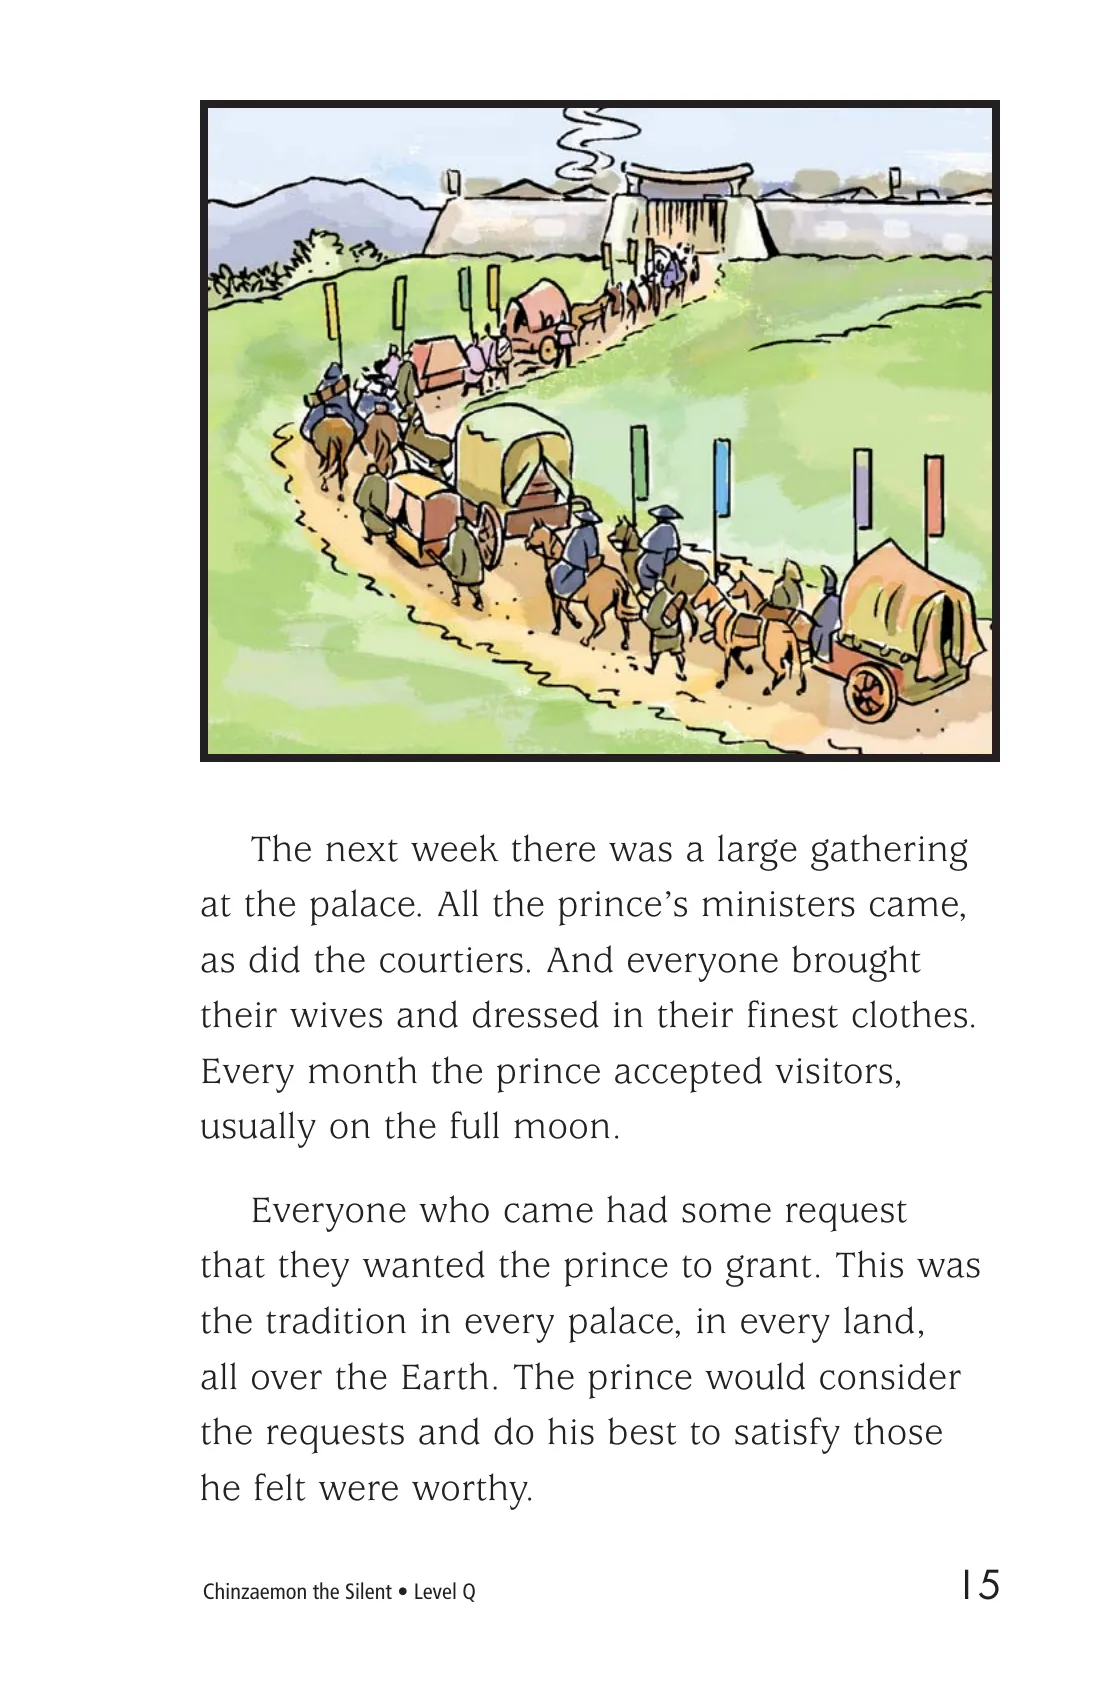 The next week there was a large gathering
at the palace. All the prince’s ministers came,
as did the courtiers. And everyone brought
their wives and dressed in their finest clothes.
Every month the prince accepted visitors,
usually on the full moon.
Everyone who came had some request
that they wanted the prince to grant. This was
the tradition in every palace, in every land,
all over the Earth. The prince would consider
the requests and do his best to satisfy those
he felt were worthy.
Chinzaemon the Silent • Level Q
15